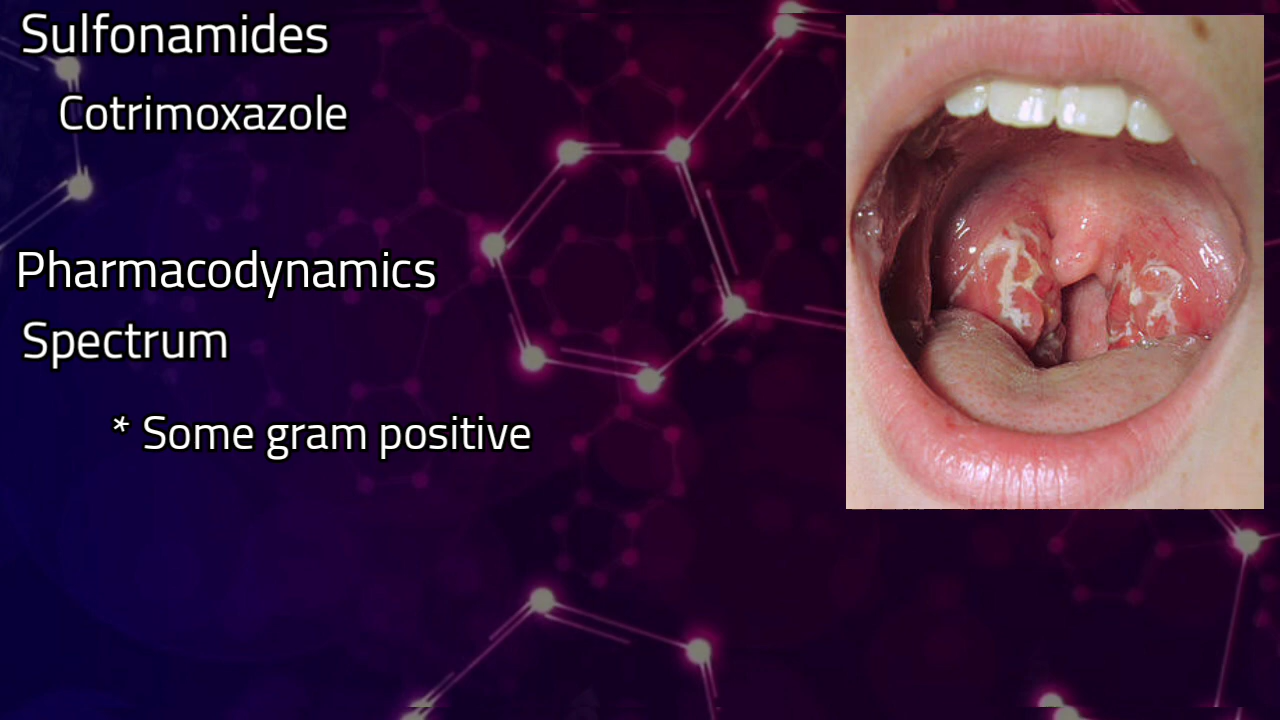 Sulfonamides
Cotrimoxazole
Pharmacodynamics
Spectrum
* Some gram positive